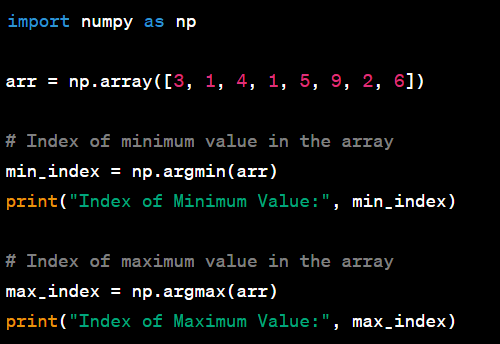 import numpy as np
arr = np.array([3, 1, 4, 1, 5, 9, 2, 6])
# Index of minimum value in the array
min_index = np.argmin(arr)
print("Index of Minimum Value:", min_index)
# Index of maximum value in the array
max_index = np.argmax(arr)
print("Index of Maximum Value:", max_index)